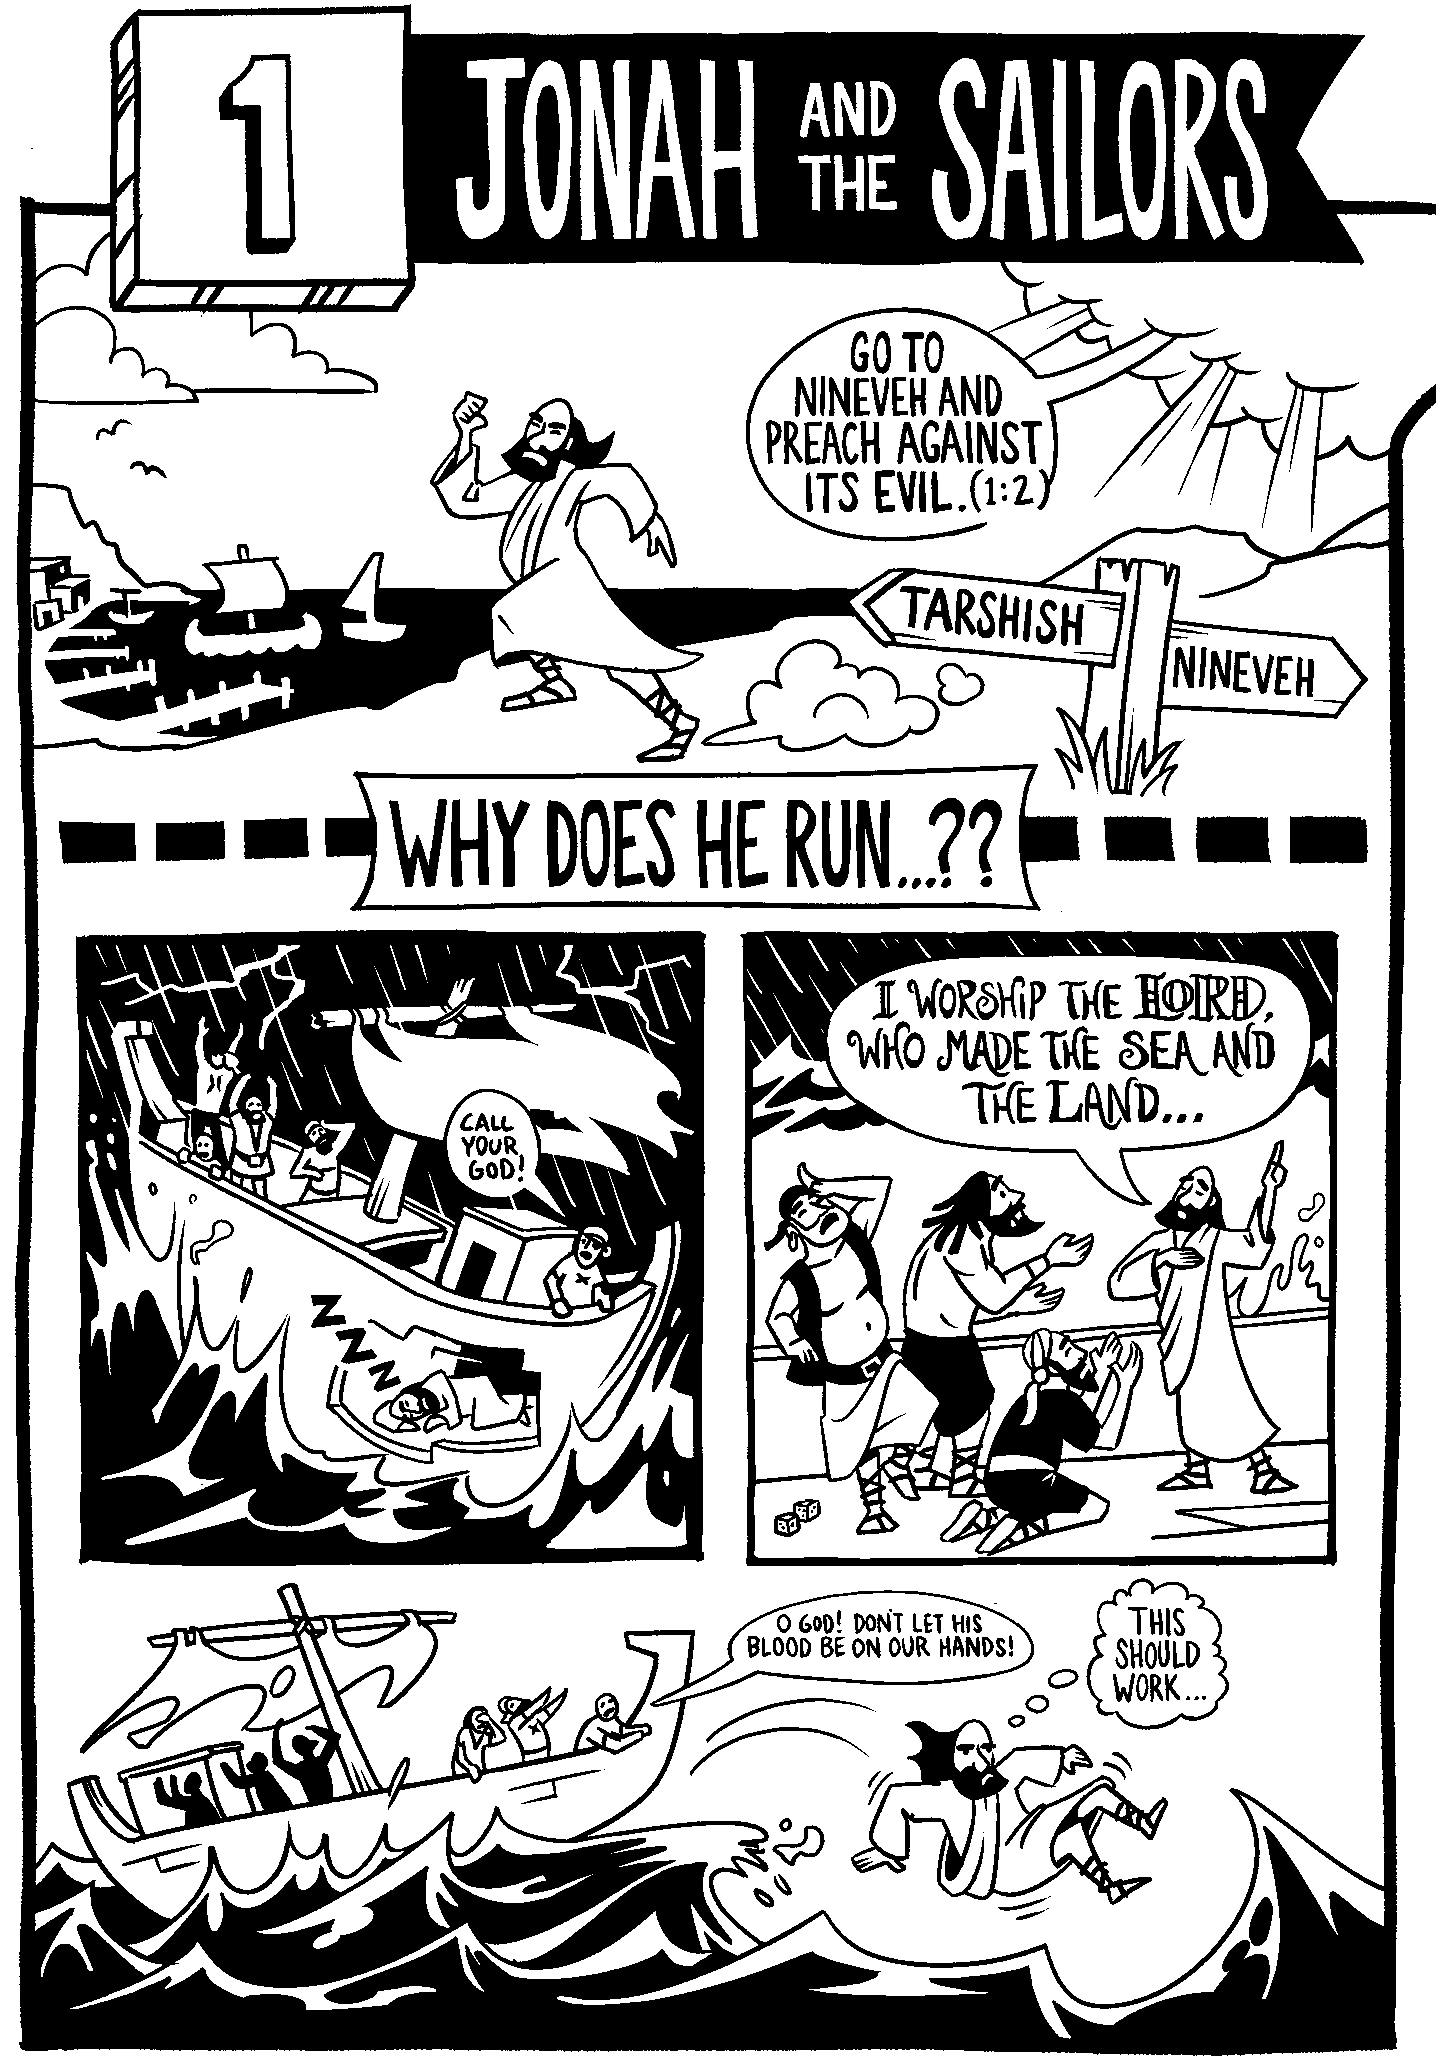 1
JONAH AND THE SAILORS
GO TO
NINEVEH AND
PREACH AGAINST
ITS EVIL.(1:2)
TARSHISH
NINEVEH
WHY DOES HE RUN....??
CALL
YOUR
GOD!
Z
Z
Z
Z
I WORSHIP THE LORD,
WHO MADE THE SEA AND
THE LAND...
O GOD! DON'T LET HIS
BLOOD BE ON OUR HANDS!
THIS
SHOULD
WORK...